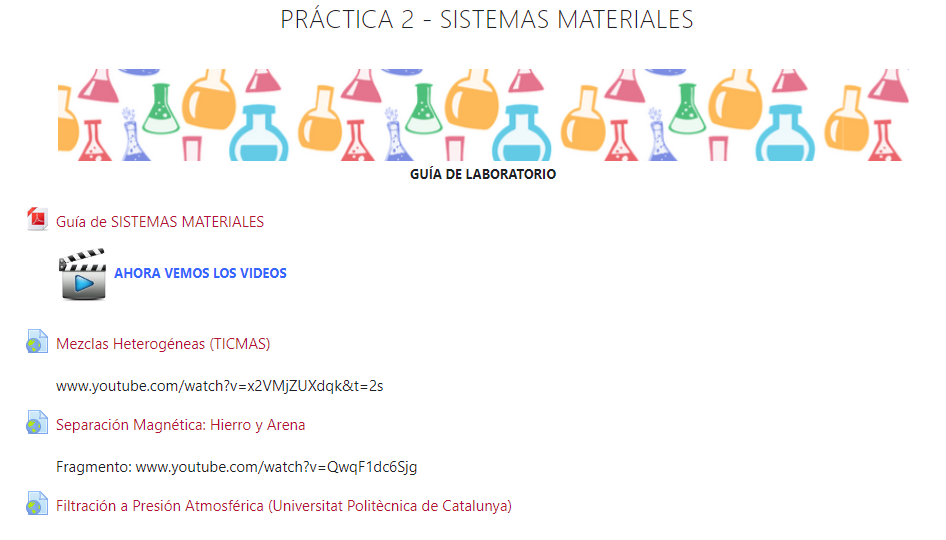 PRÁCTICA 2 - SISTEMAS MATERIALES
GUÍA DE LABORATORIO
Guía de SISTEMAS MATERIALES
AHORA VEMOS LOS VIDEOS
Mezclas Heterogéneas (TICMAS)
www.youtube.com/watch?v=x2VMjZUXdqk&t=2s
Separación Magnética: Hierro y Arena
Fragmento: www.youtube.com/watch?v=QwqF1dc6Sjg
Filtración a Presión Atmosférica (Universitat Politècnica de Catalunya)